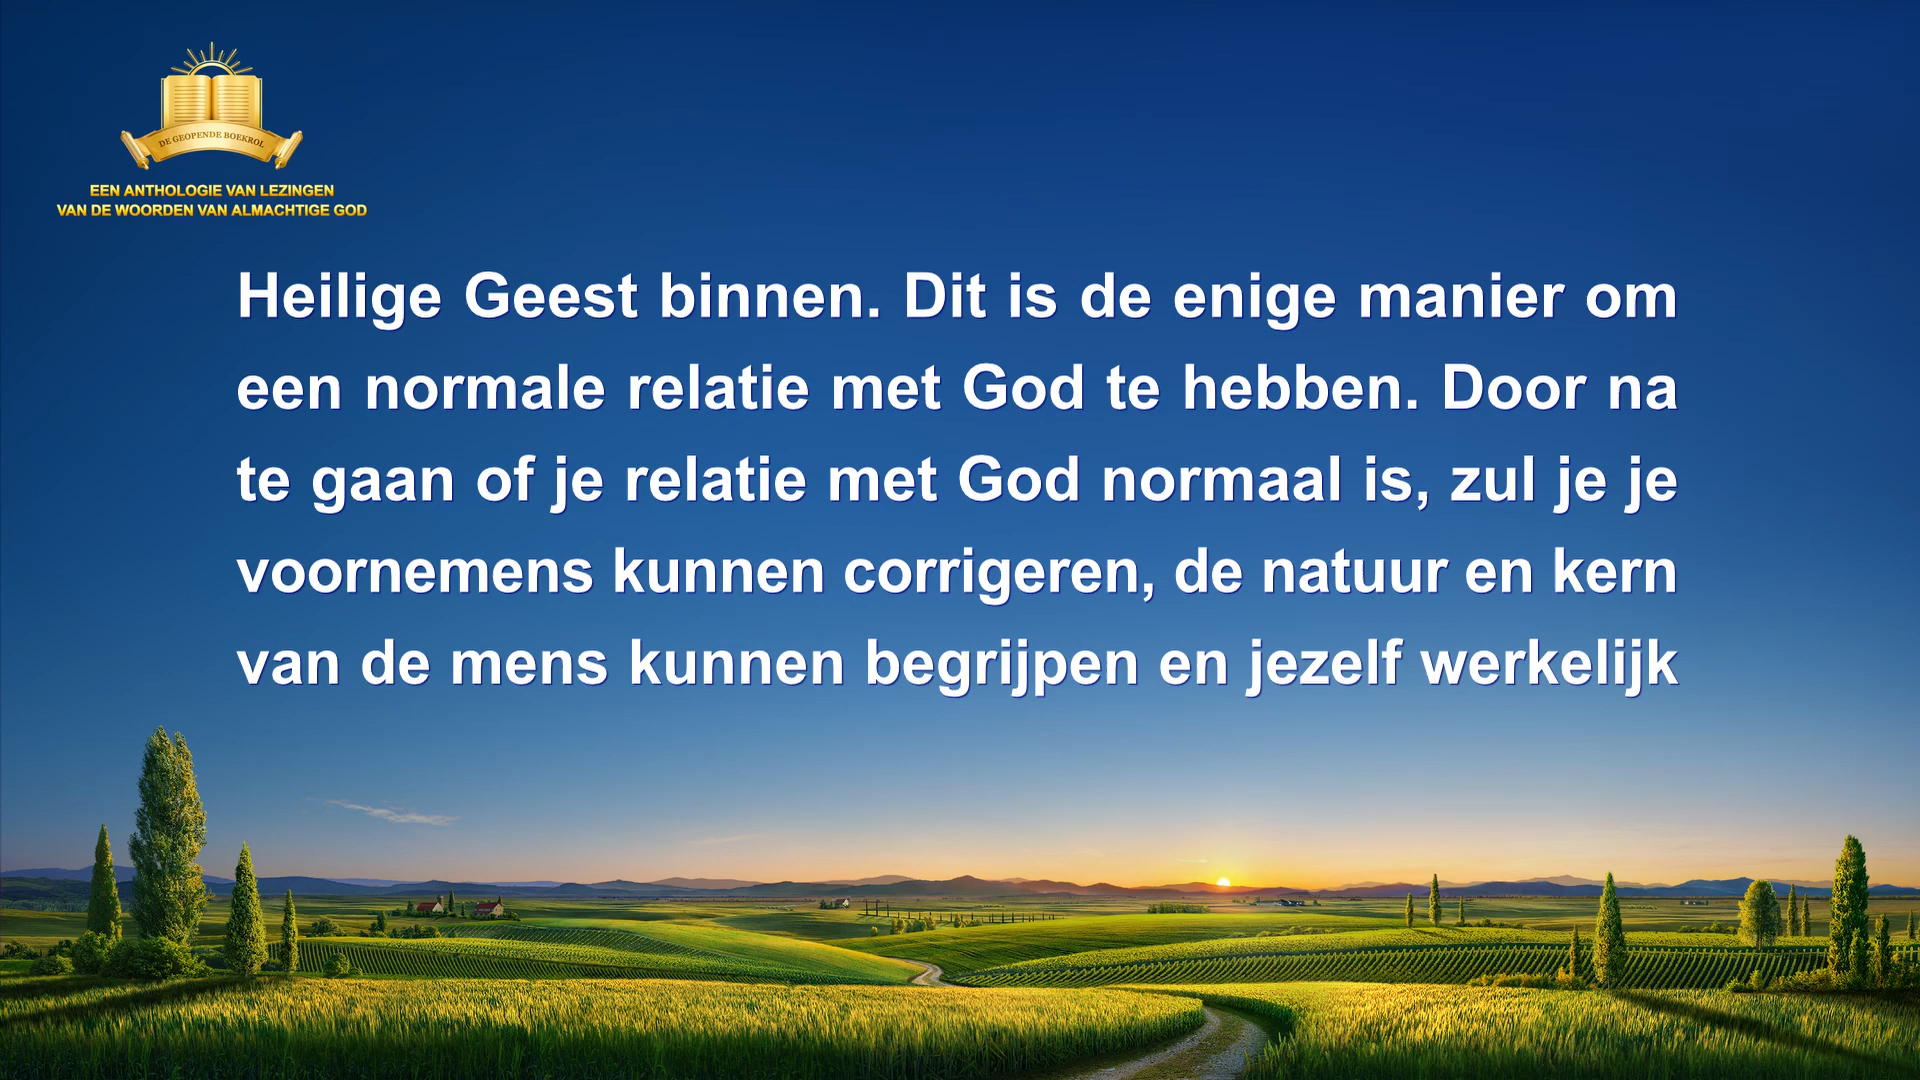 DE GEOPENDE BOEKROL
EEN ANTHOLOGIE VAN LEZINGEN
VAN DE WOORDEN VAN ALMACHTIGE GOD
Heilige Geest binnen. Dit is de enige manier om
een normale relatie met God te hebben. Door na
te gaan of je relatie met God normaal is, zul je je
voornemens kunnen corrigeren, de natuur en kern
van de mens kunnen begrijpen en jezelf werkelijk